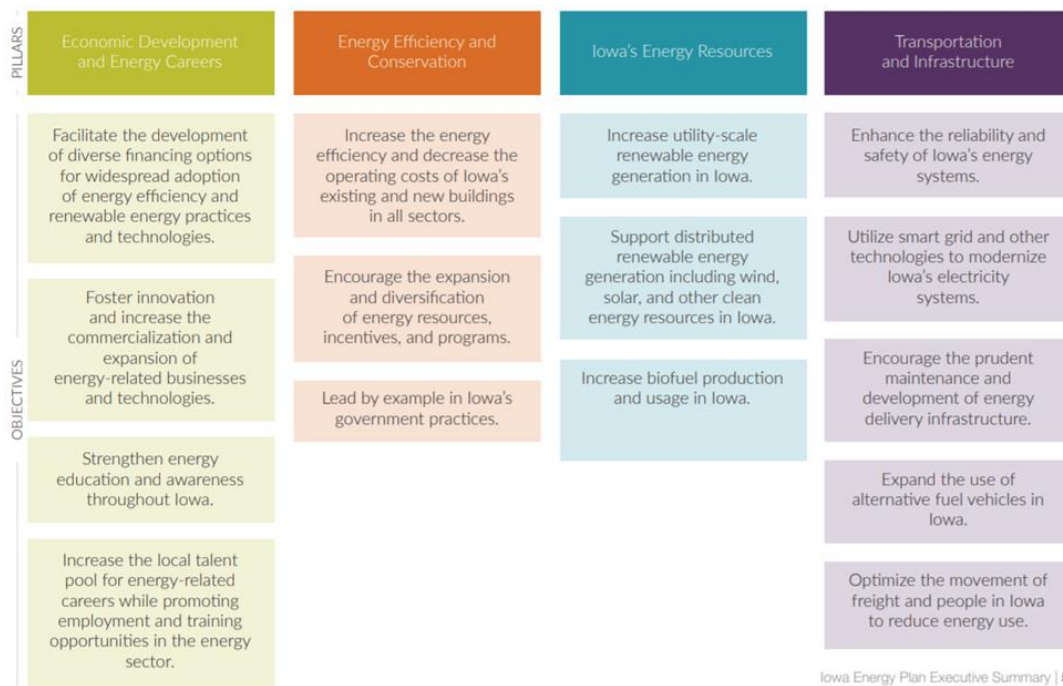 PILLARS
Economic Development
and Energy Careers
Energy Efficiency and
Conservation
Iowa's Energy Resources
Transportation
and Infrastructure
OBJECTIVES
Facilitate the development
of diverse financing options
for widespread adoption
of energy efficiency and
renewable energy practices
and technologies.
Foster innovation
and increase the
commercialization and
expansion of
energy-related businesses
and technologies.
Strengthen energy
education and awareness
throughout Iowa.
Increase the local talent
pool for energy-related
careers while promoting
employment and training
opportunities in the energy
sector.
Increase the energy
efficiency and decrease the
operating costs of Iowa's
existing and new buildings
in all sectors.
Encourage the expansion
and diversification
of energy resources,
incentives, and programs.
Lead by example in Iowa's
government practices.
Increase utility-scale
renewable energy
generation in Iowa.
Support distributed
renewable energy
generation including wind,
solar, and other clean
energy resources in Iowa.
Increase biofuel production
and usage in Iowa.
Enhance the reliability and
safety of Iowa's energy
systems.
Utilize smart grid and other
technologies to modernize
Iowa's electricity
systems.
Encourage the prudent
maintenance and
development of energy
delivery infrastructure.
Expand the use of
alternative fuel vehicles in
Iowa.
Optimize the movement of
freight and people in Iowa
to reduce energy use.
Iowa Energy Plan Executive Summary |